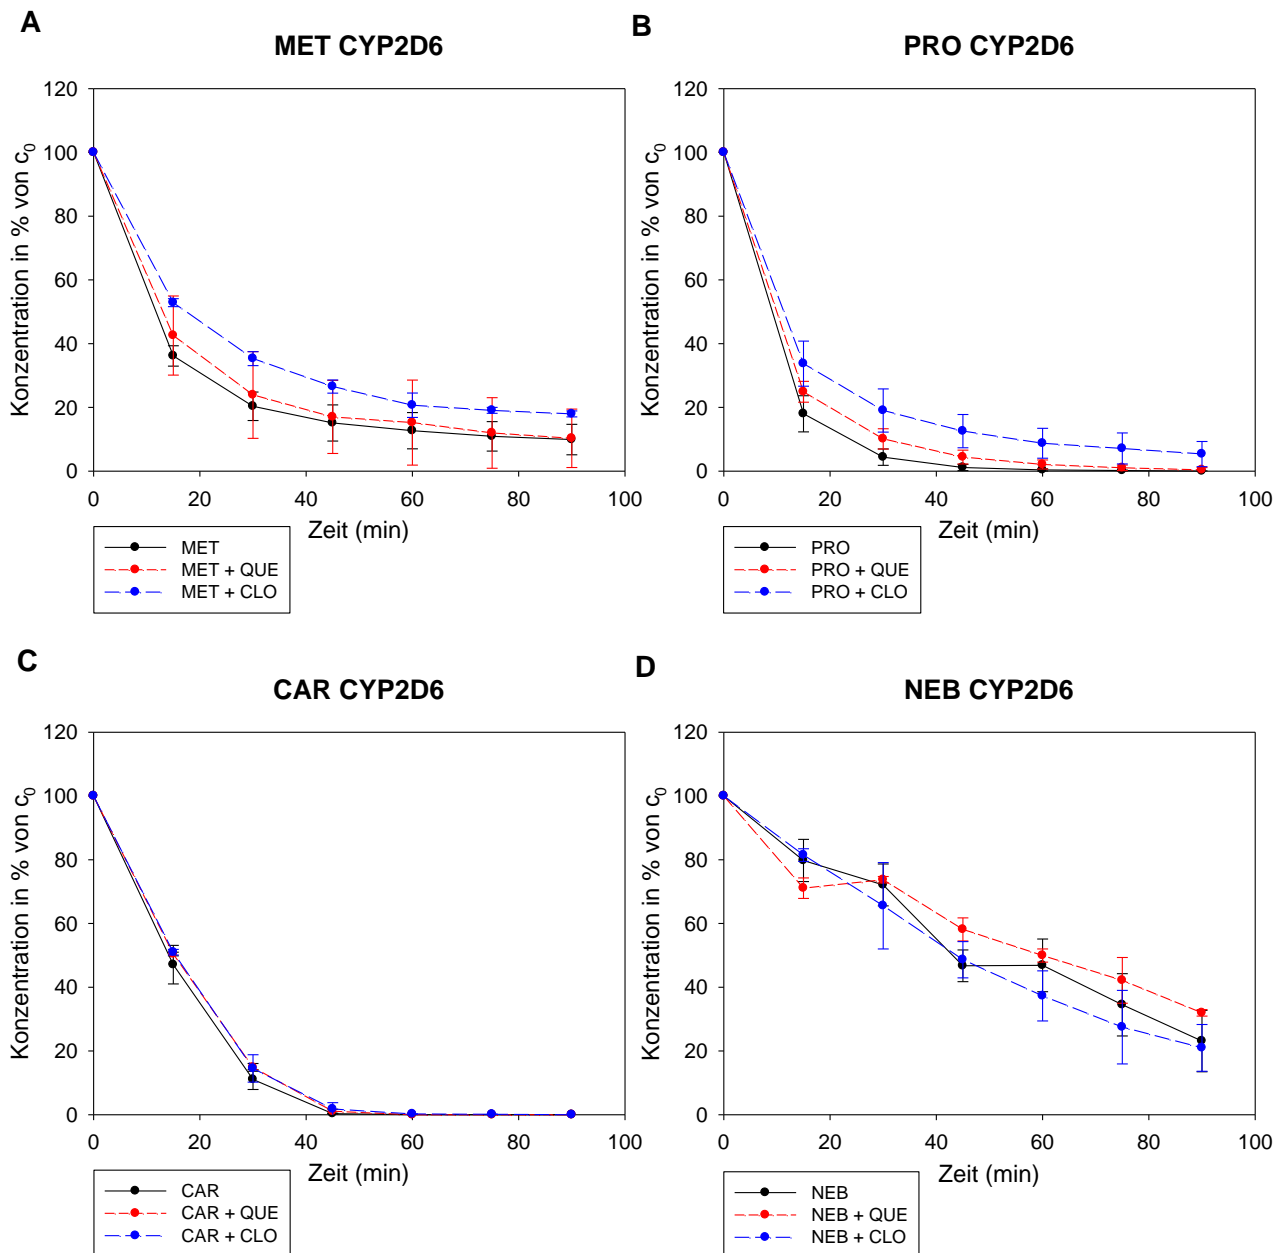 A
MET CYP2D6
120
100
80
60
40
20
0
Konzentration in % von c0
0 20 40 60 80 100
Zeit (min)
MET
MET + QUE
MET + CLO
B
PRO CYP2D6
120
100
80
60
40
20
0
Konzentration in % von c0
0 20 40 60 80 100
Zeit (min)
PRO
PRO + QUE
PRO + CLO
C
CAR CYP2D6
120
100
80
60
40
20
0
Konzentration in % von c0
0 20 40 60 80 100
Zeit (min)
CAR
CAR + QUE
CAR + CLO
D
NEB CYP2D6
120
100
80
60
40
20
0
Konzentration in % von c0
0 20 40 60 80 100
Zeit (min)
NEB
NEB + QUE
NEB + CLO